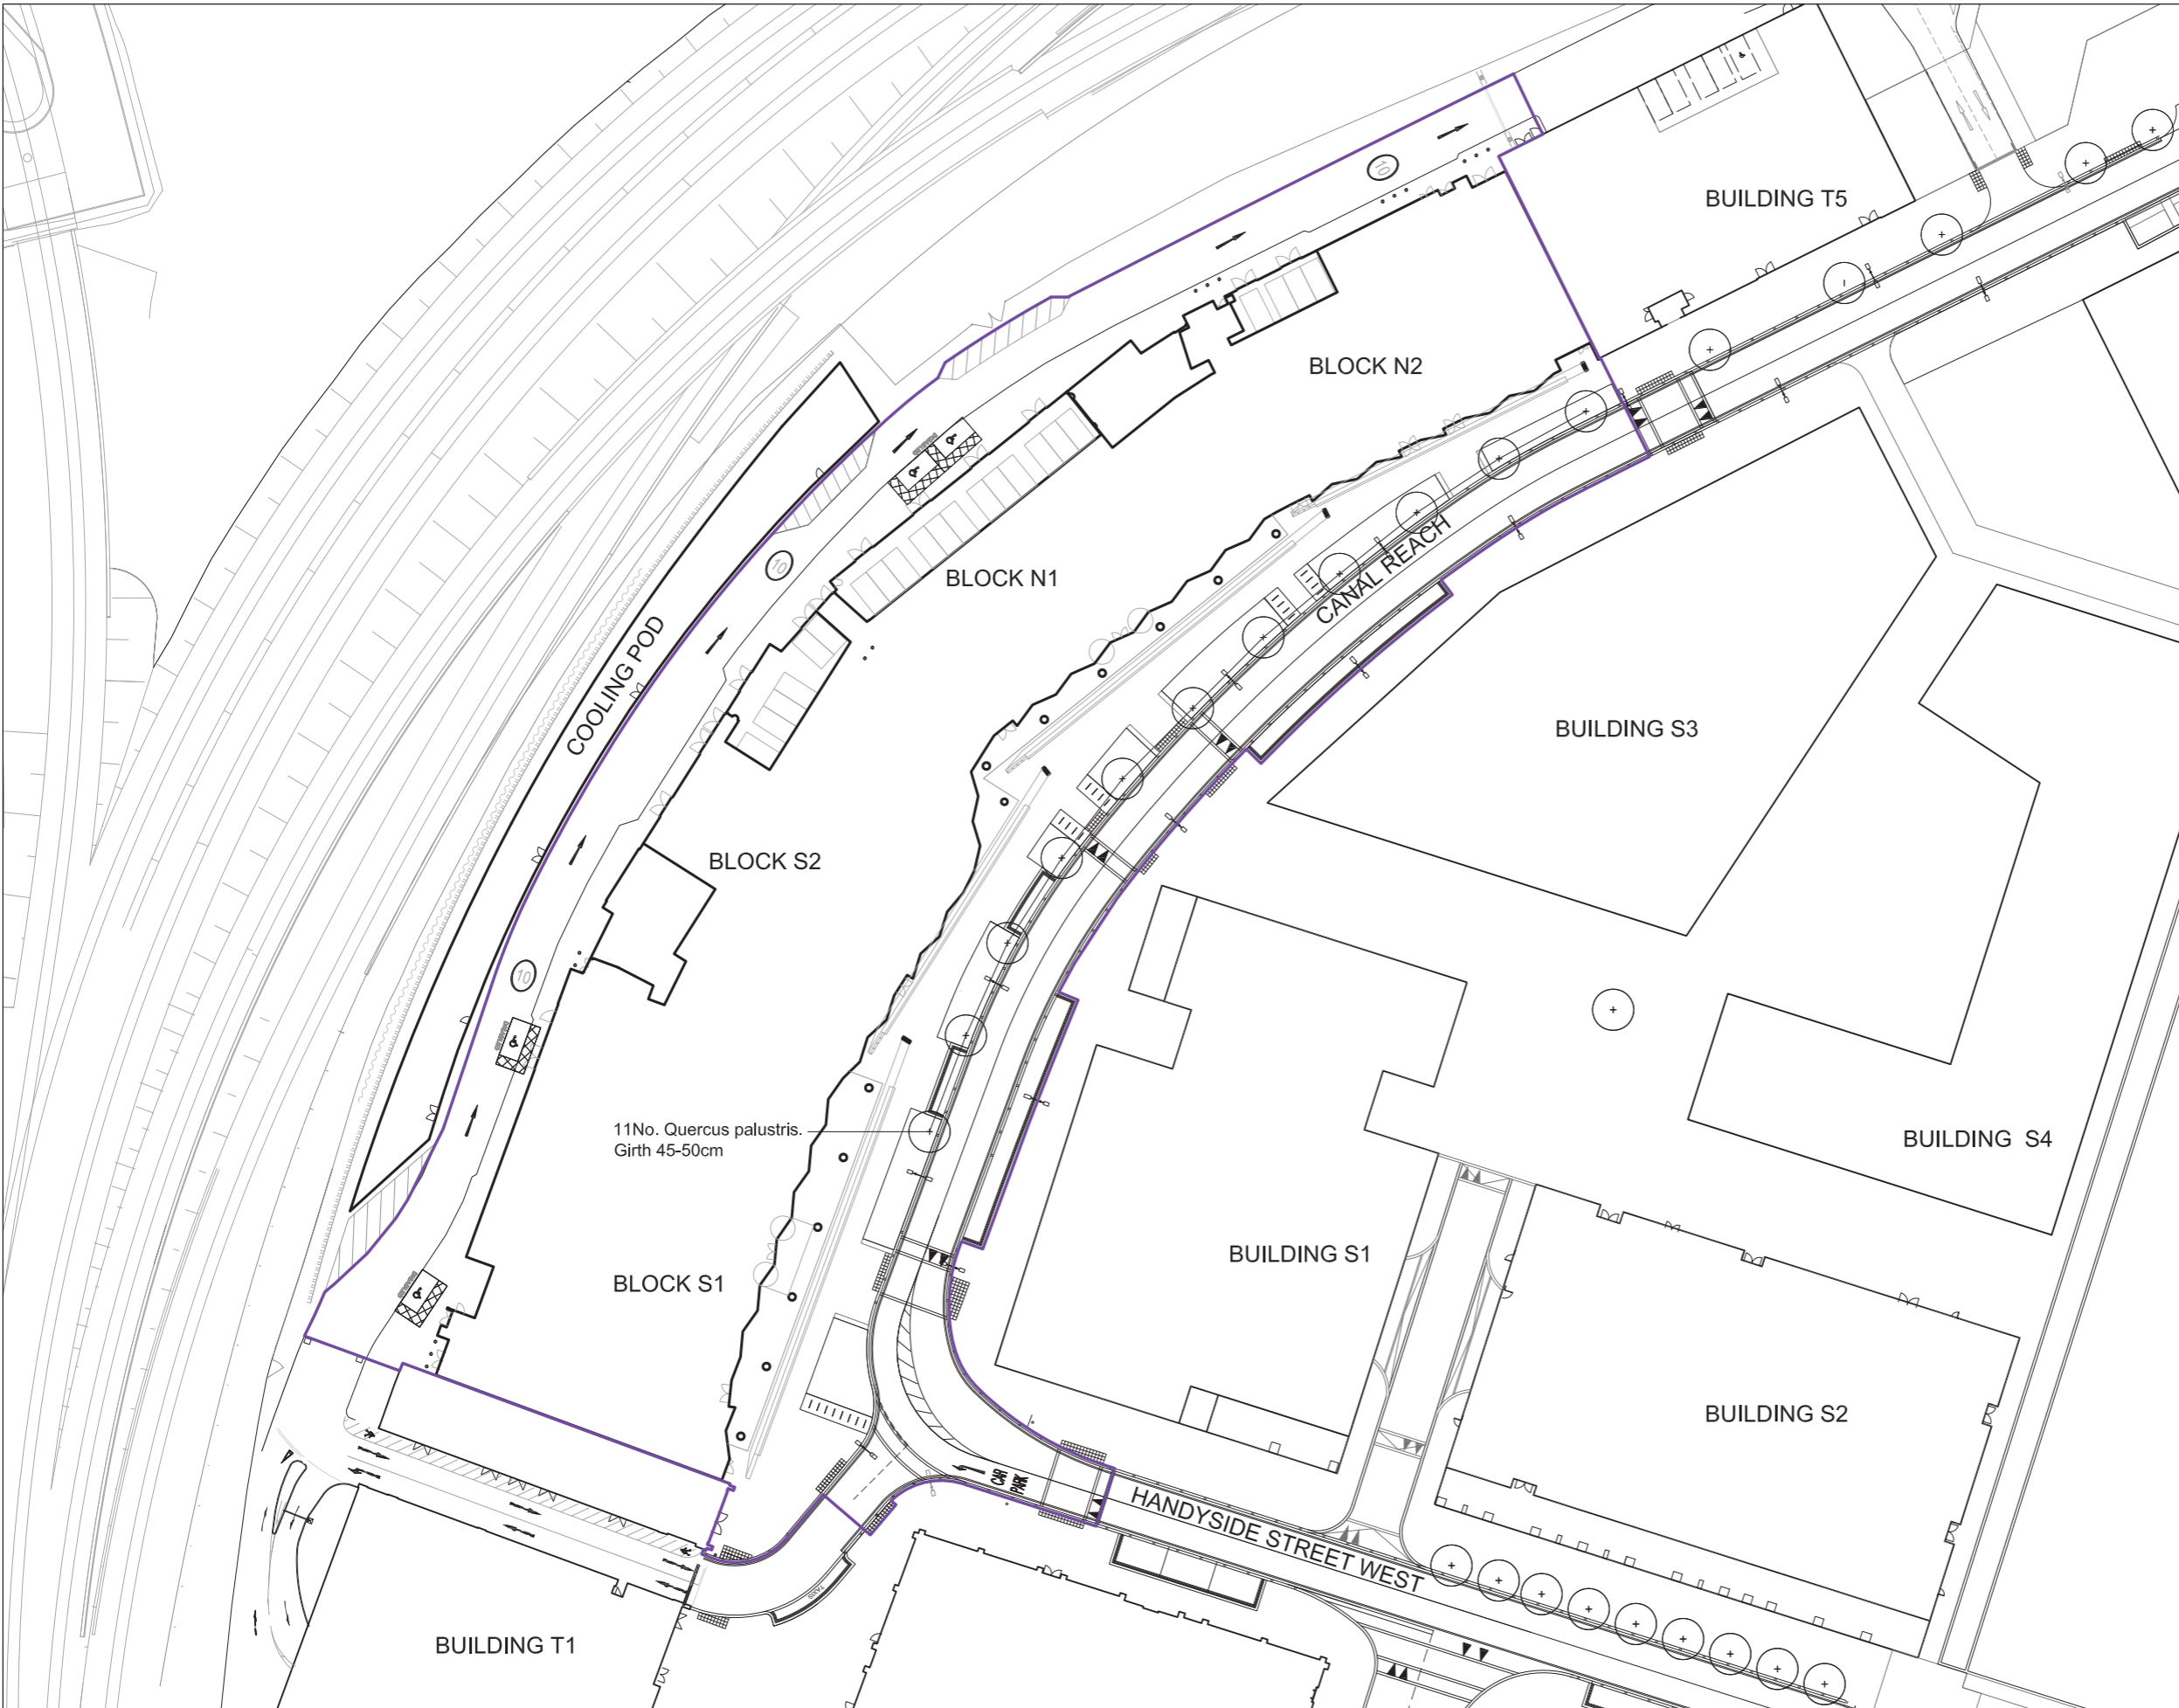 BUILDING T5
10
BLOCK N2
BLOCK N1
10
CANAL REACH
COOLING POD
BUILDING S3
BLOCK S2
10
11No. Quercus palustris.
Girth 45-50cm
BUILDING  S4
BUILDING S1
BLOCK S1
BUILDING S2
CAR
PARK
HANDYSIDE STREET WEST
BUILDING T1